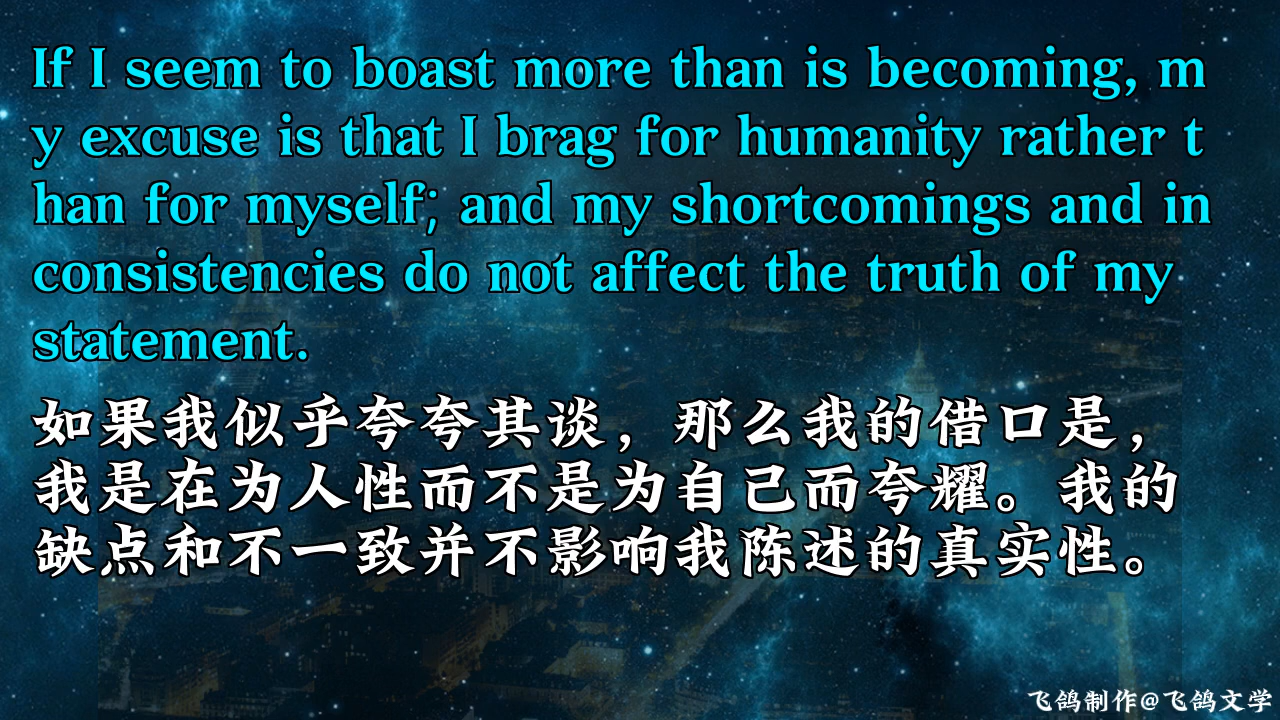 If I seem to boast more than is becoming, m
y excuse is that I brag for humanity rather t
han for myself; and my shortcomings and in
consistencies do not affect the truth of my
statement.
如果我似乎夸夸其谈，那么我的借口是，
我是在为人性而不是为自己而夸耀。我的
缺点和不一致并不影响我陈述的真实性。
飞鸽制作@飞鸽文学